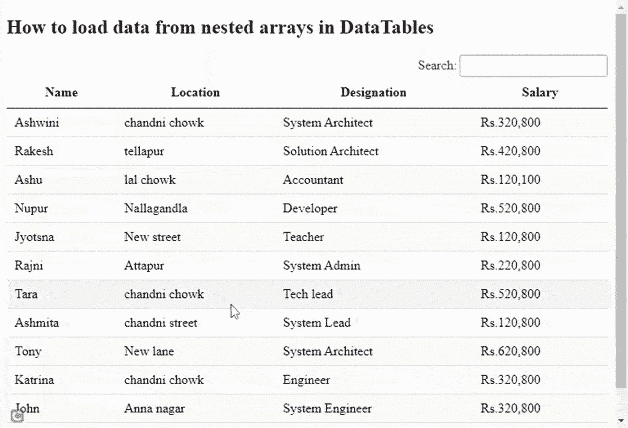 How to load data from nested arrays in DataTables
Search:
Name Location Designation Salary
Ashwini chandni chowk System Architect Rs.320,800
Rakesh tellapur Solution Architect Rs.420,800
Ashu lal chowk Accountant Rs.120,100
Nupur Nallagandla Developer Rs.520,800
Jyotsna New street Teacher Rs.120,800
Rajni Attapur System Admin Rs.220,800
Tara chandni chowk Tech lead Rs.520,800
Ashmita chandni street System Lead Rs.120,800
Tony New lane System Architect Rs.620,800
Katrina chandni chowk Engineer Rs.320,800
John Anna nagar System Engineer Rs.320,800